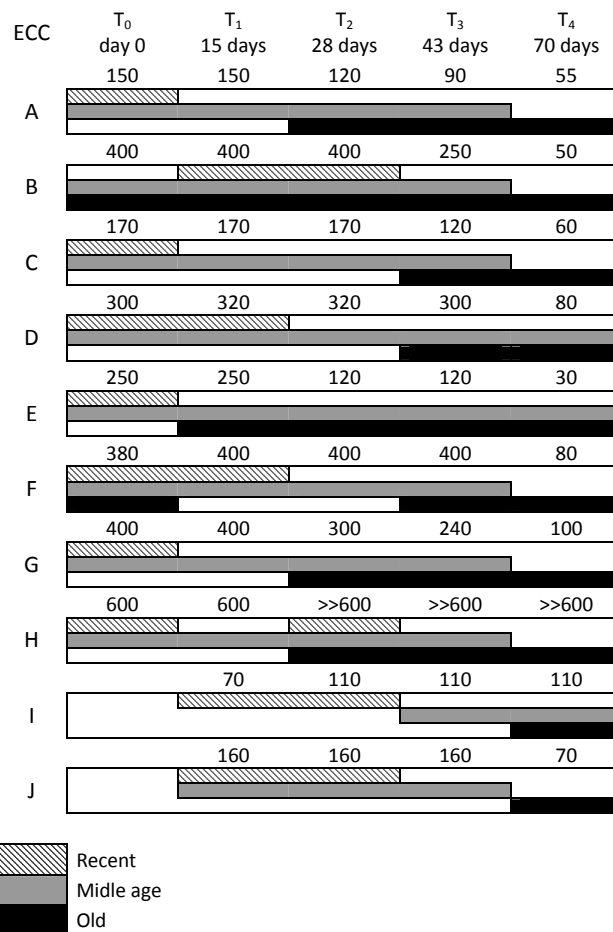 ECC T₀ T₁ T₂ T₃ T₄
day 0 15 days 28 days 43 days 70 days
150 150 120 90 55
A
400 400 400 250 50
B
170 170 170 120 60
C
300 320 320 300 80
D
250 250 120 120 30
E
380 400 400 400 80
F
400 400 300 240 100
G
600 600 >>600 >>600 >>600
H
70 110 110 110
I
160 160 160 70
J
Recent
Midle age
Old